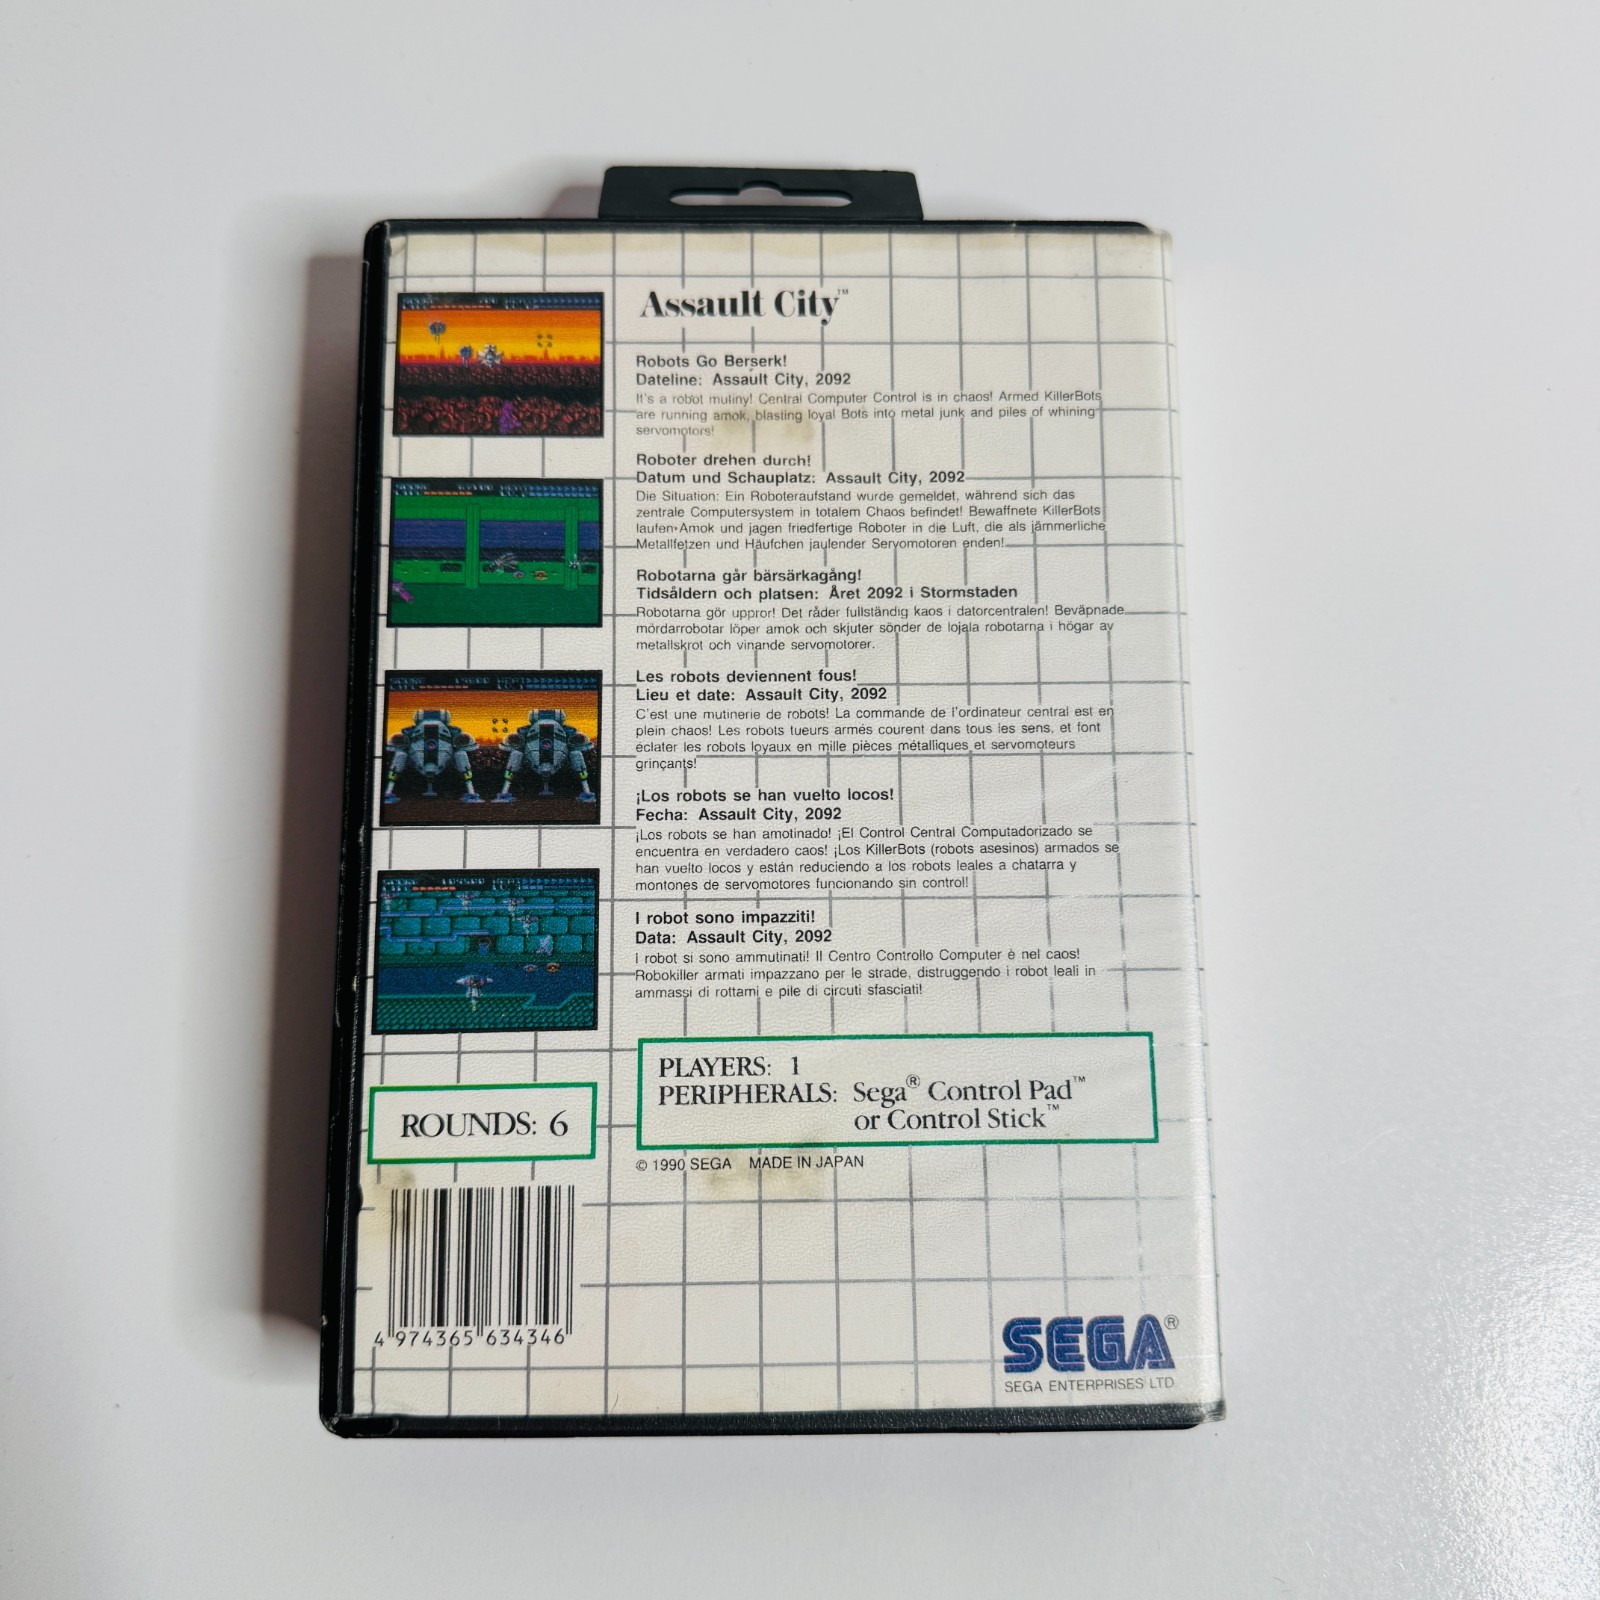 Assault City™
Robots Go Berserk!
Dateline: Assault City, 2092
It's a robot mutiny! Central Computer Control is in chaos! Armed KillerBots
are running amok, blasting loyal Bots into metal junk and piles of whining
servomotors!
Roboter drehen durch!
Datum und Schauplatz: Assault City, 2092
Die Situation: Ein Roboteraufstand wurde gemeldet, während sich das
zentrale Computersystem in totalem Chaos befindet! Bewaffnete KillerBots
laufen Amok und jagen friedfertige Roboter in die Luft, die als jämmerliche
Metallfetzen und Häufchen jaulender Servomotoren enden!
Robotarna går bärsärkagång!
Tidsåldern och platsen: Året 2092 i Stormstaden
Robotarna gör uppror! Det råder fullständig kaos i datorcentralen! Beväpnade
mördarrobotar löper amok och skjuter sönder de lojala robotarna i högar av
metallskrot och vinande servomotorer.
Les robots deviennent fous!
Lieu et date: Assault City, 2092
C'est une mutinerie de robots! La commande de l'ordinateur central est en
plein chaos! Les robots tueurs armés courent dans tous les sens, et font
éclater les robots loyaux en mille pièces métalliques et servomoteurs
grinçants!
¡Los robots se han vuelto locos!
Fecha: Assault City, 2092
¡Los robots se han amotinado! ¡El Control Central Computadorizado se
encuentra en verdadero caos! ¡Los KillerBots (robots asesinos) armados se
han vuelto locos y están reduciendo a los robots leales a chatarra y
montones de servomotores funcionando sin control!
I robot sono impazziti!
Data: Assault City, 2092
I robot si sono ammutinati! Il Centro Controllo Computer è nel caos!
Robokiller armati impazzano per le strade, distruggendo i robot leali in
ammassi di rottami e pile di circuiti sfasciati!
PLAYERS: 1
PERIPHERALS: Sega® Control Pad™
or Control Stick™
ROUNDS: 6
© 1990 SEGA MADE IN JAPAN
4 974365 634346
SEGA®
SEGA ENTERPRISES LTD.